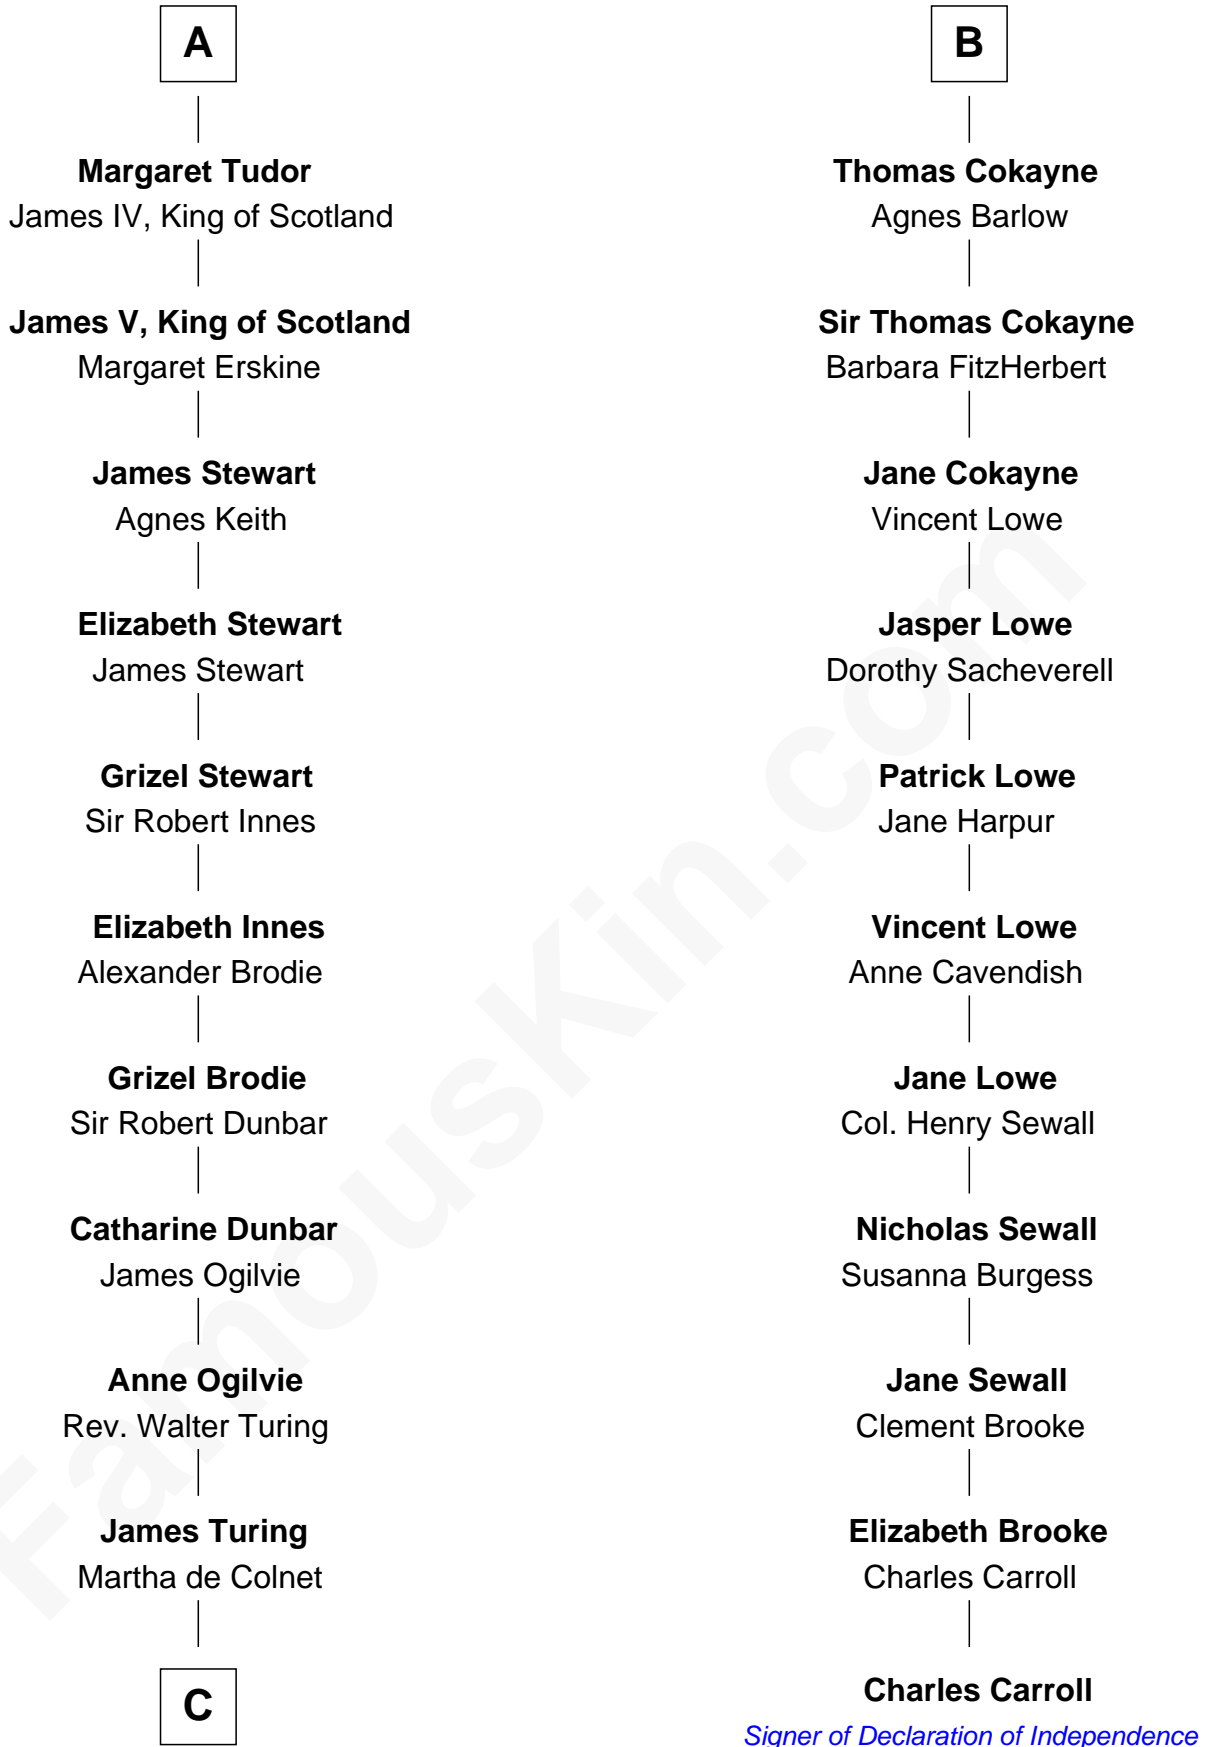 A
Margaret Tudor
James IV, King of Scotland
James V, King of Scotland
Margaret Erskine
James Stewart
Agnes Keith
Elizabeth Stewart
James Stewart
Grizel Stewart
Sir Robert Innes
Elizabeth Innes
Alexander Brodie
Grizel Brodie
Sir Robert Dunbar
Catharine Dunbar
James Ogilvie
Anne Ogilvie
Rev. Walter Turing
James Turing
Martha de Colnet
C
B
Thomas Cokayne
Agnes Barlow
Sir Thomas Cokayne
Barbara FitzHerbert
Jane Cokayne
Vincent Lowe
Jasper Lowe
Dorothy Sacheverell
Patrick Lowe
Jane Harpur
Vincent Lowe
Anne Cavendish
Jane Lowe
Col. Henry Sewall
Nicholas Sewall
Susanna Burgess
Jane Sewall
Clement Brooke
Elizabeth Brooke
Charles Carroll
Charles Carroll
Signer of Declaration of Independence
FamousKin.com